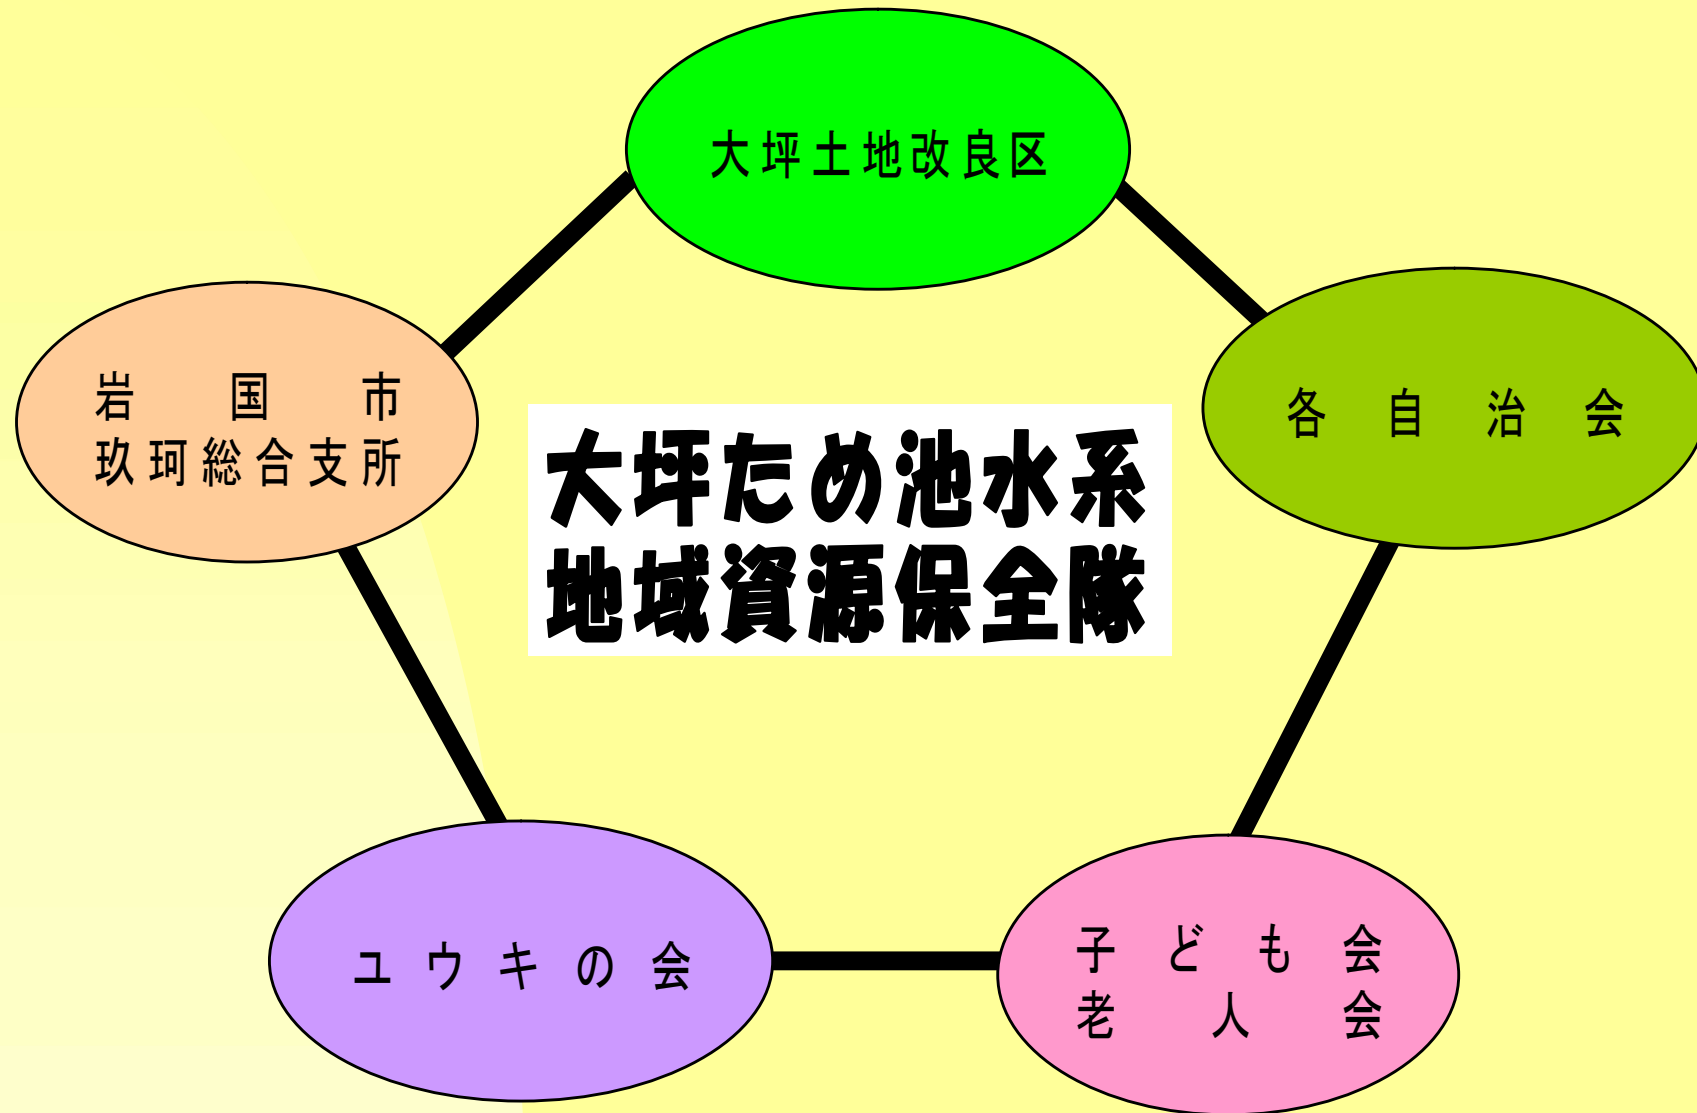 大坪土地改良区
岩国市
玖珂総合支所
各自治会
大坪ため池水系
地域資源保全隊
ユウキの会
子ども会
老人会